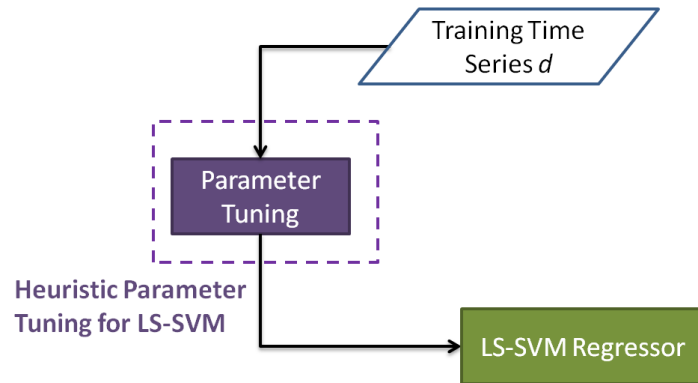 Training Time
Series d
Parameter
Tuning
Heuristic Parameter
Tuning for LS-SVM
LS-SVM Regressor